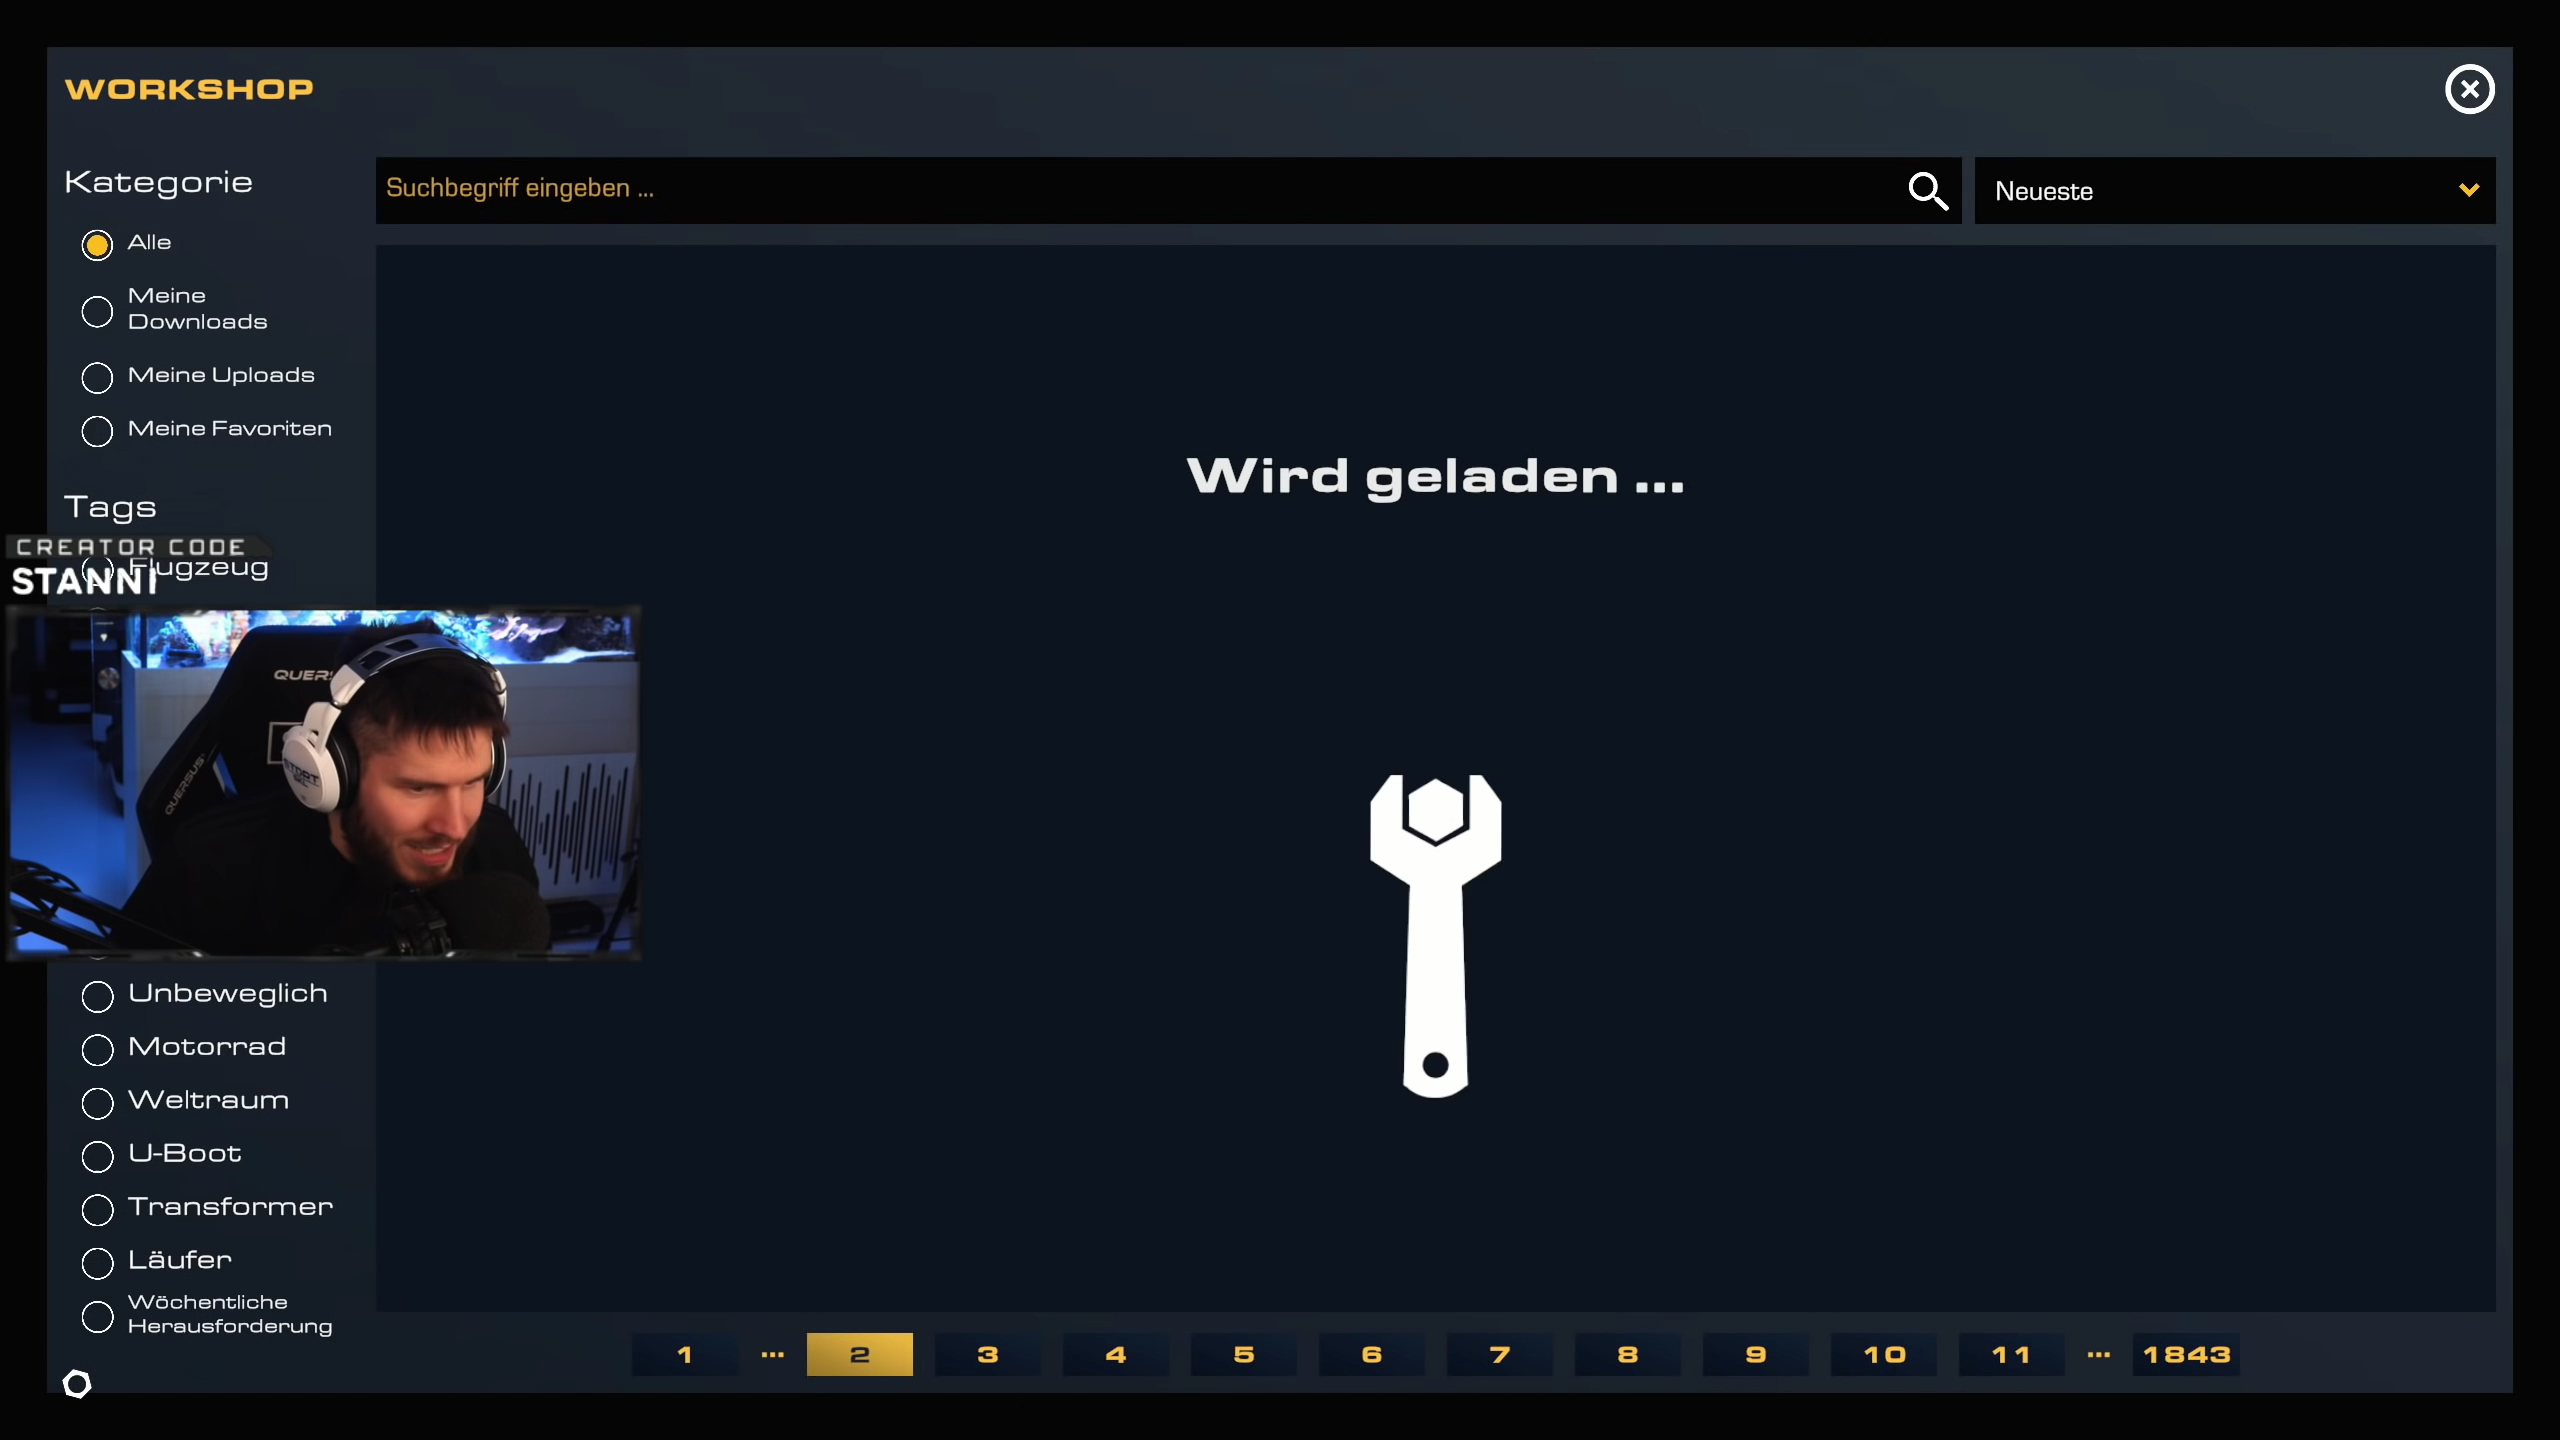 WORKSHOP
Kategorie
Suchbegriff eingeben ...
Neueste
Alle
Meine
Downloads
Meine Uploads
Meine Favoriten
Wird geladen ...
Tags
CREATOR CODE
Flugzeug
STANNI
QUERSUS
Unbeweglich
Motorrad
Weltraum
U-Boot
Transformer
Läufer
Wöchentliche
Herausforderung
1 ... 2 3 4 5 6 7 8 9 10 11 ... 1843